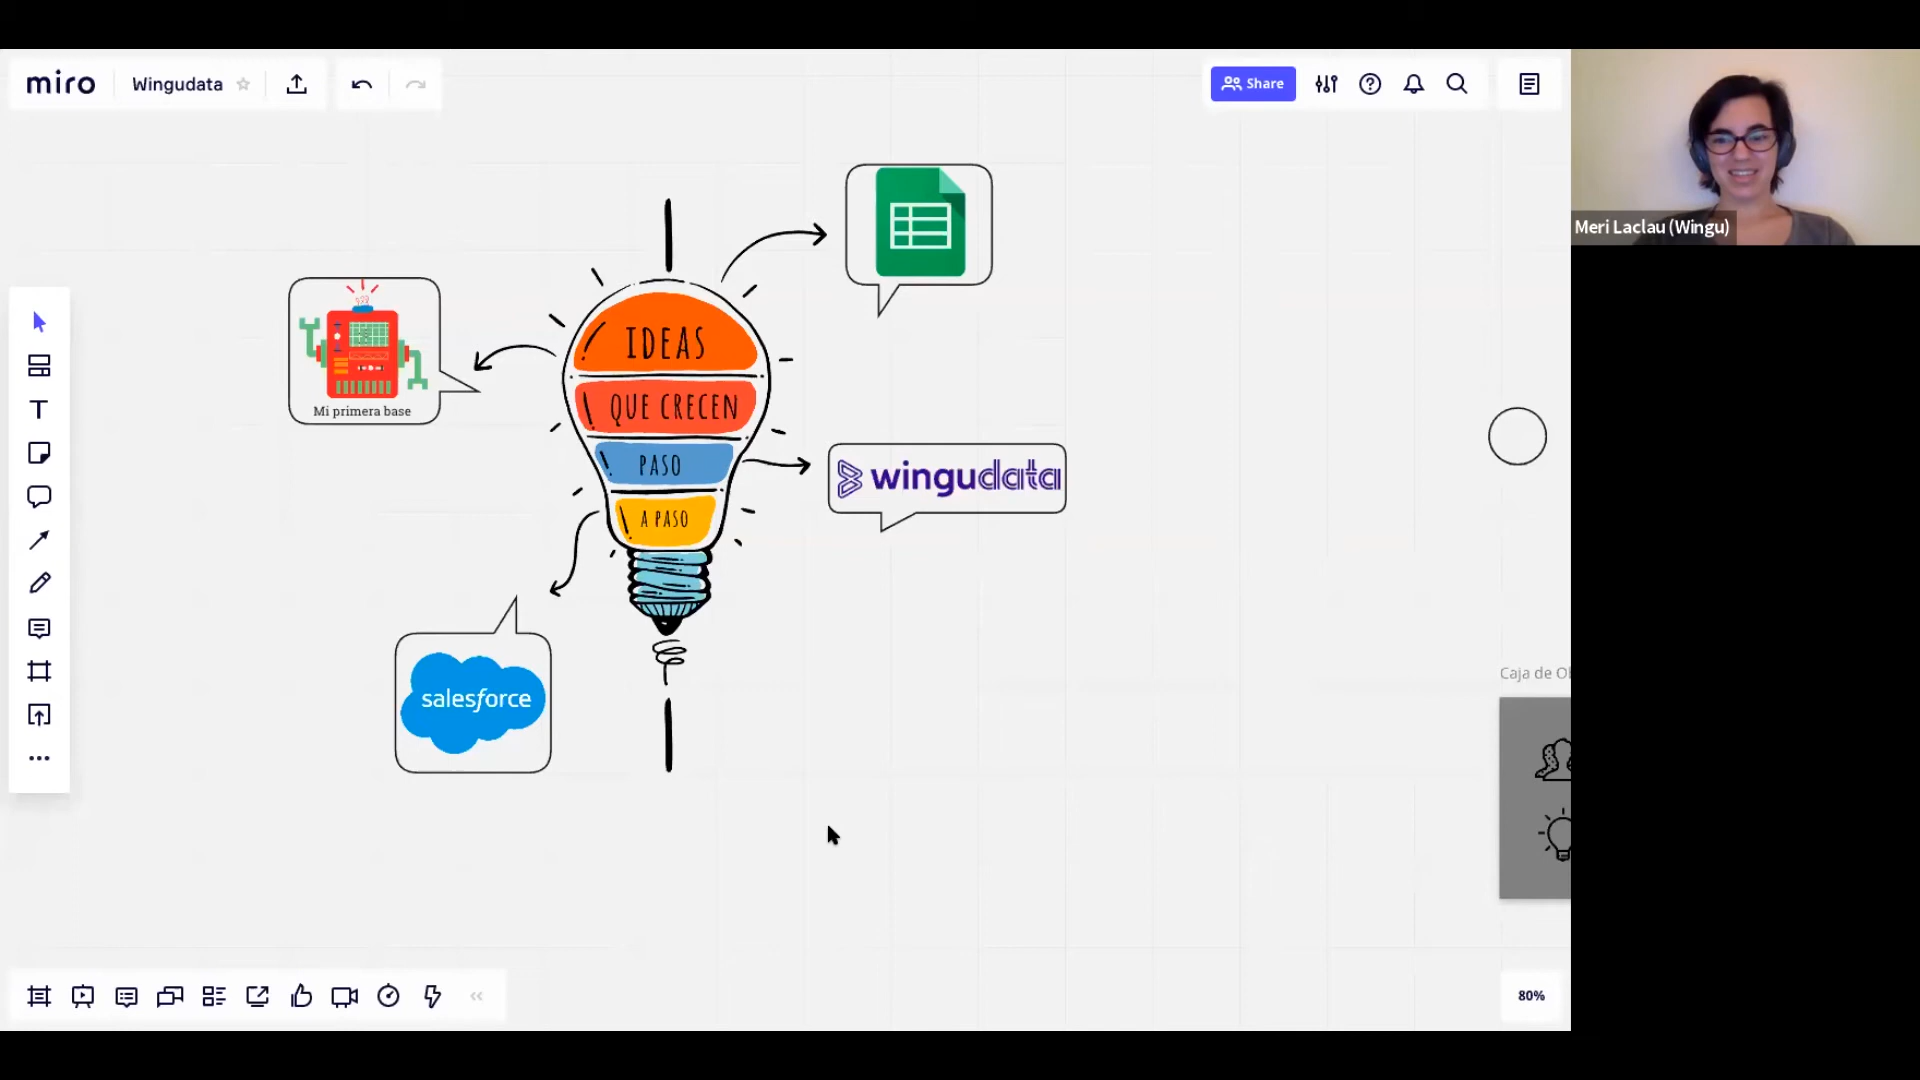 miro
Wingudata
Share
Meri Laclau (Wingu)
IDEAS
QUE CRECEN
PASO
A PASO
Mi primera base
wingudata
salesforce
Caja de O
80%